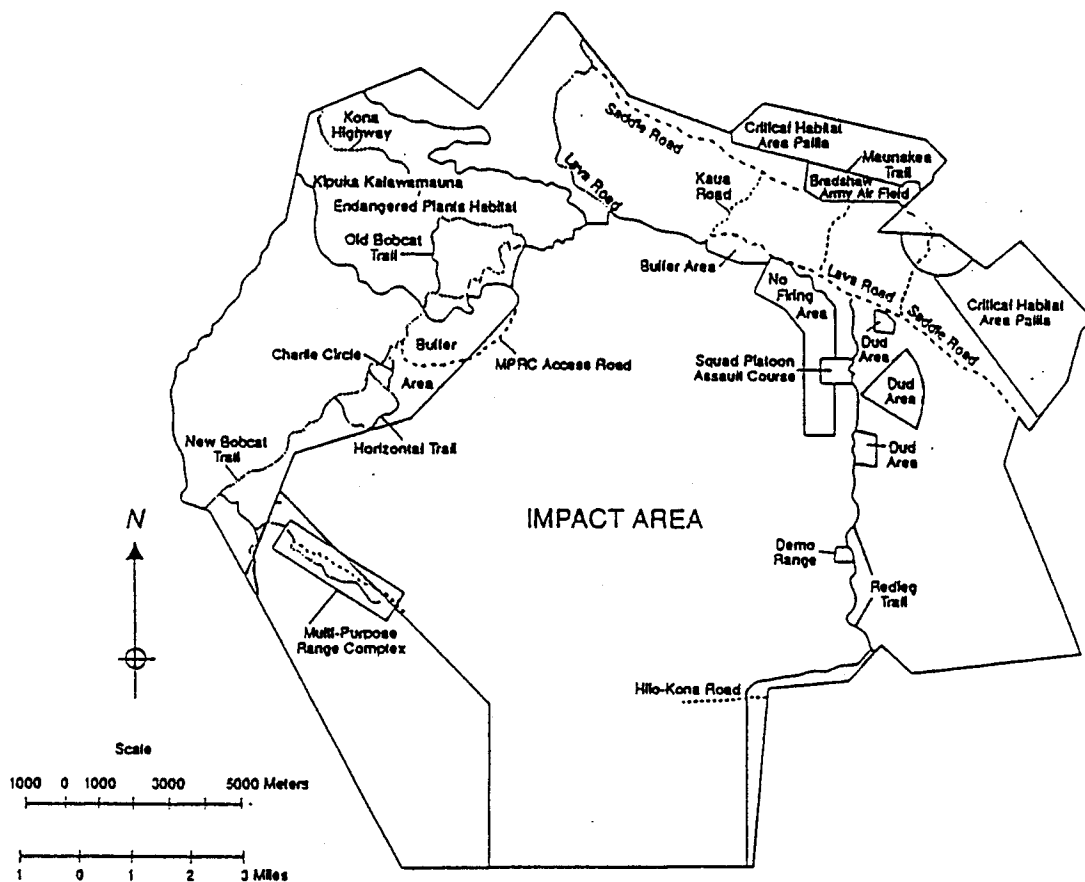 Kona
Highway
Kipuka Kalawamauna
Endangered Plants Habitat
Old Bobcat
Trail
Lava Road
Saddle Road
Critical Habitat
Area Palila
Maunakea
Trail
Bradshaw
Army Air Field
Kaua
Road
Buffer Area
No
Firing
Area
Lava Road
Saddle Road
Critical Habitat
Area Palila
Dud
Area
Squad Platoon
Assault Course
Dud
Area
Dud
Area
Buffer
Area
Charlie Circle
MPRC Access Road
Horizontal Trail
New Bobcat
Trail
IMPACT AREA
Demo
Range
Redleg
Trail
Multi-Purpose
Range Complex
Hilo-Kona Road
N
Scale
1000 0 1000 3000 5000 Meters
1 0 1 2 3 Miles